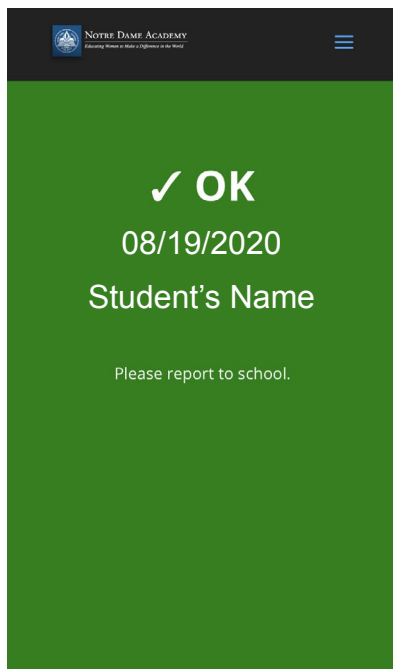 NOTRE DAME ACADEMY
Educating Women to Make a Difference in the World
✓ OK
08/19/2020
Student’s Name
Please report to school.